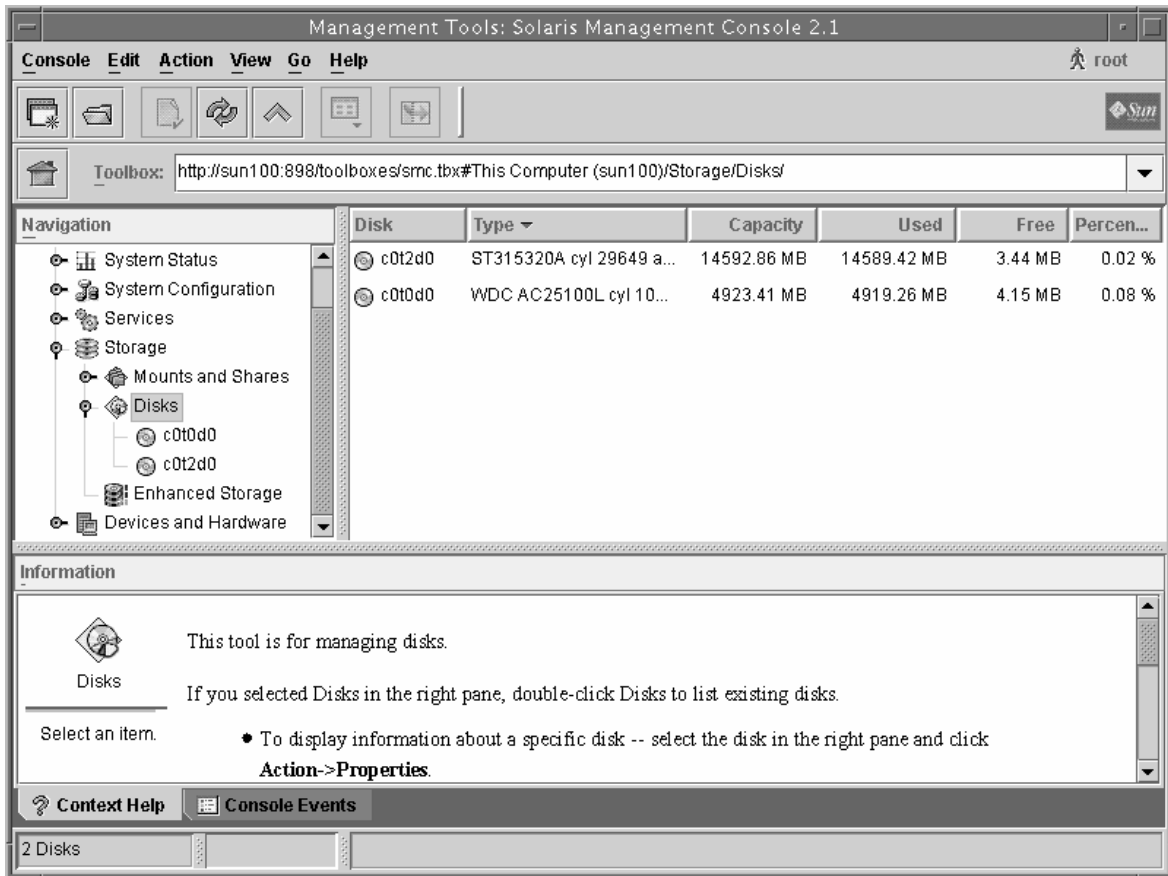 Management Tools: Solaris Management Console 2.1
Console Edit Action View Go Help root
Sun
Toolbox: http://sun100:898/toolboxes/smc.tbx#This Computer (sun100)/Storage/Disks/
Navigation
System Status
System Configuration
Services
Storage
Mounts and Shares
Disks
c0t0d0
c0t2d0
Enhanced Storage
Devices and Hardware
Disk Type Capacity Used Free Percen...
c0t2d0 ST315320A cyl 29649 a... 14592.86 MB 14589.42 MB 3.44 MB 0.02 %
c0t0d0 WDC AC25100L cyl 10... 4923.41 MB 4919.26 MB 4.15 MB 0.08 %
Information
Disks
Select an item.
This tool is for managing disks.
If you selected Disks in the right pane, double-click Disks to list existing disks.
● To display information about a specific disk -- select the disk in the right pane and click
Action->Properties.
Context Help Console Events
2 Disks